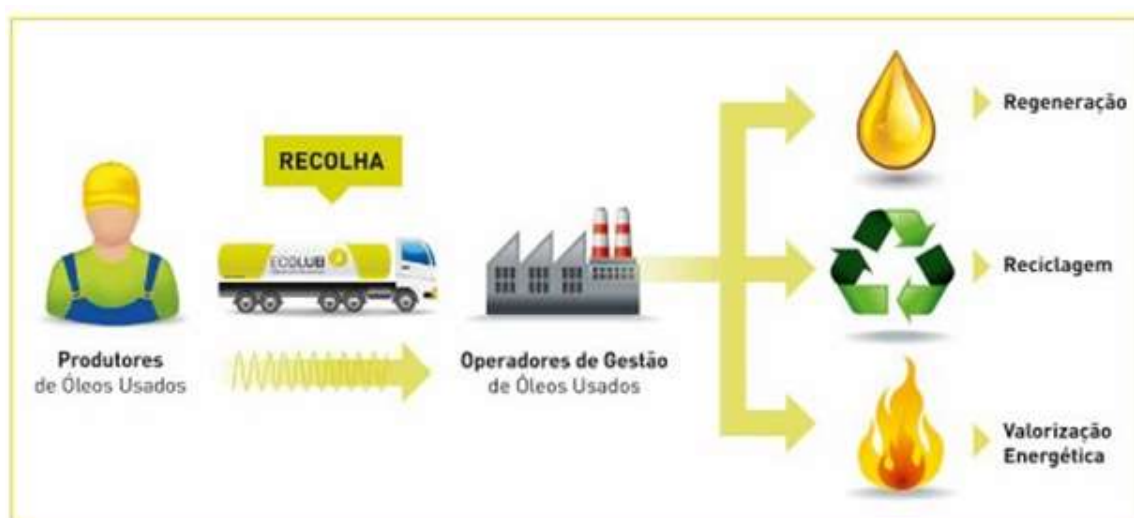 RECOLHA
ECOLUB
Produtores
de Óleos Usados
Operadores de Gestão
de Óleos Usados
Regeneração
Reciclagem
Valorização
Energética